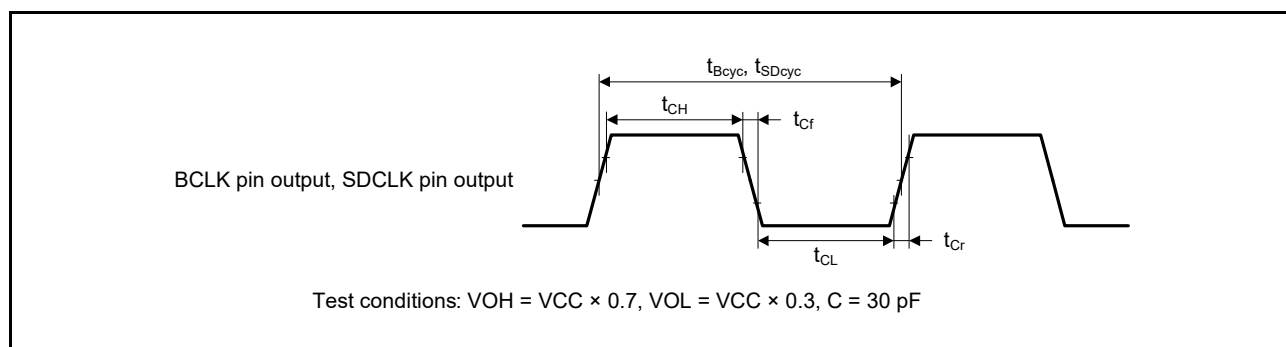 tBcyc, tSDcyc
tCH
tCf
BCLK pin output, SDCLK pin output
tCr
tCL
Test conditions: VOH = VCC × 0.7, VOL = VCC × 0.3, C = 30 pF